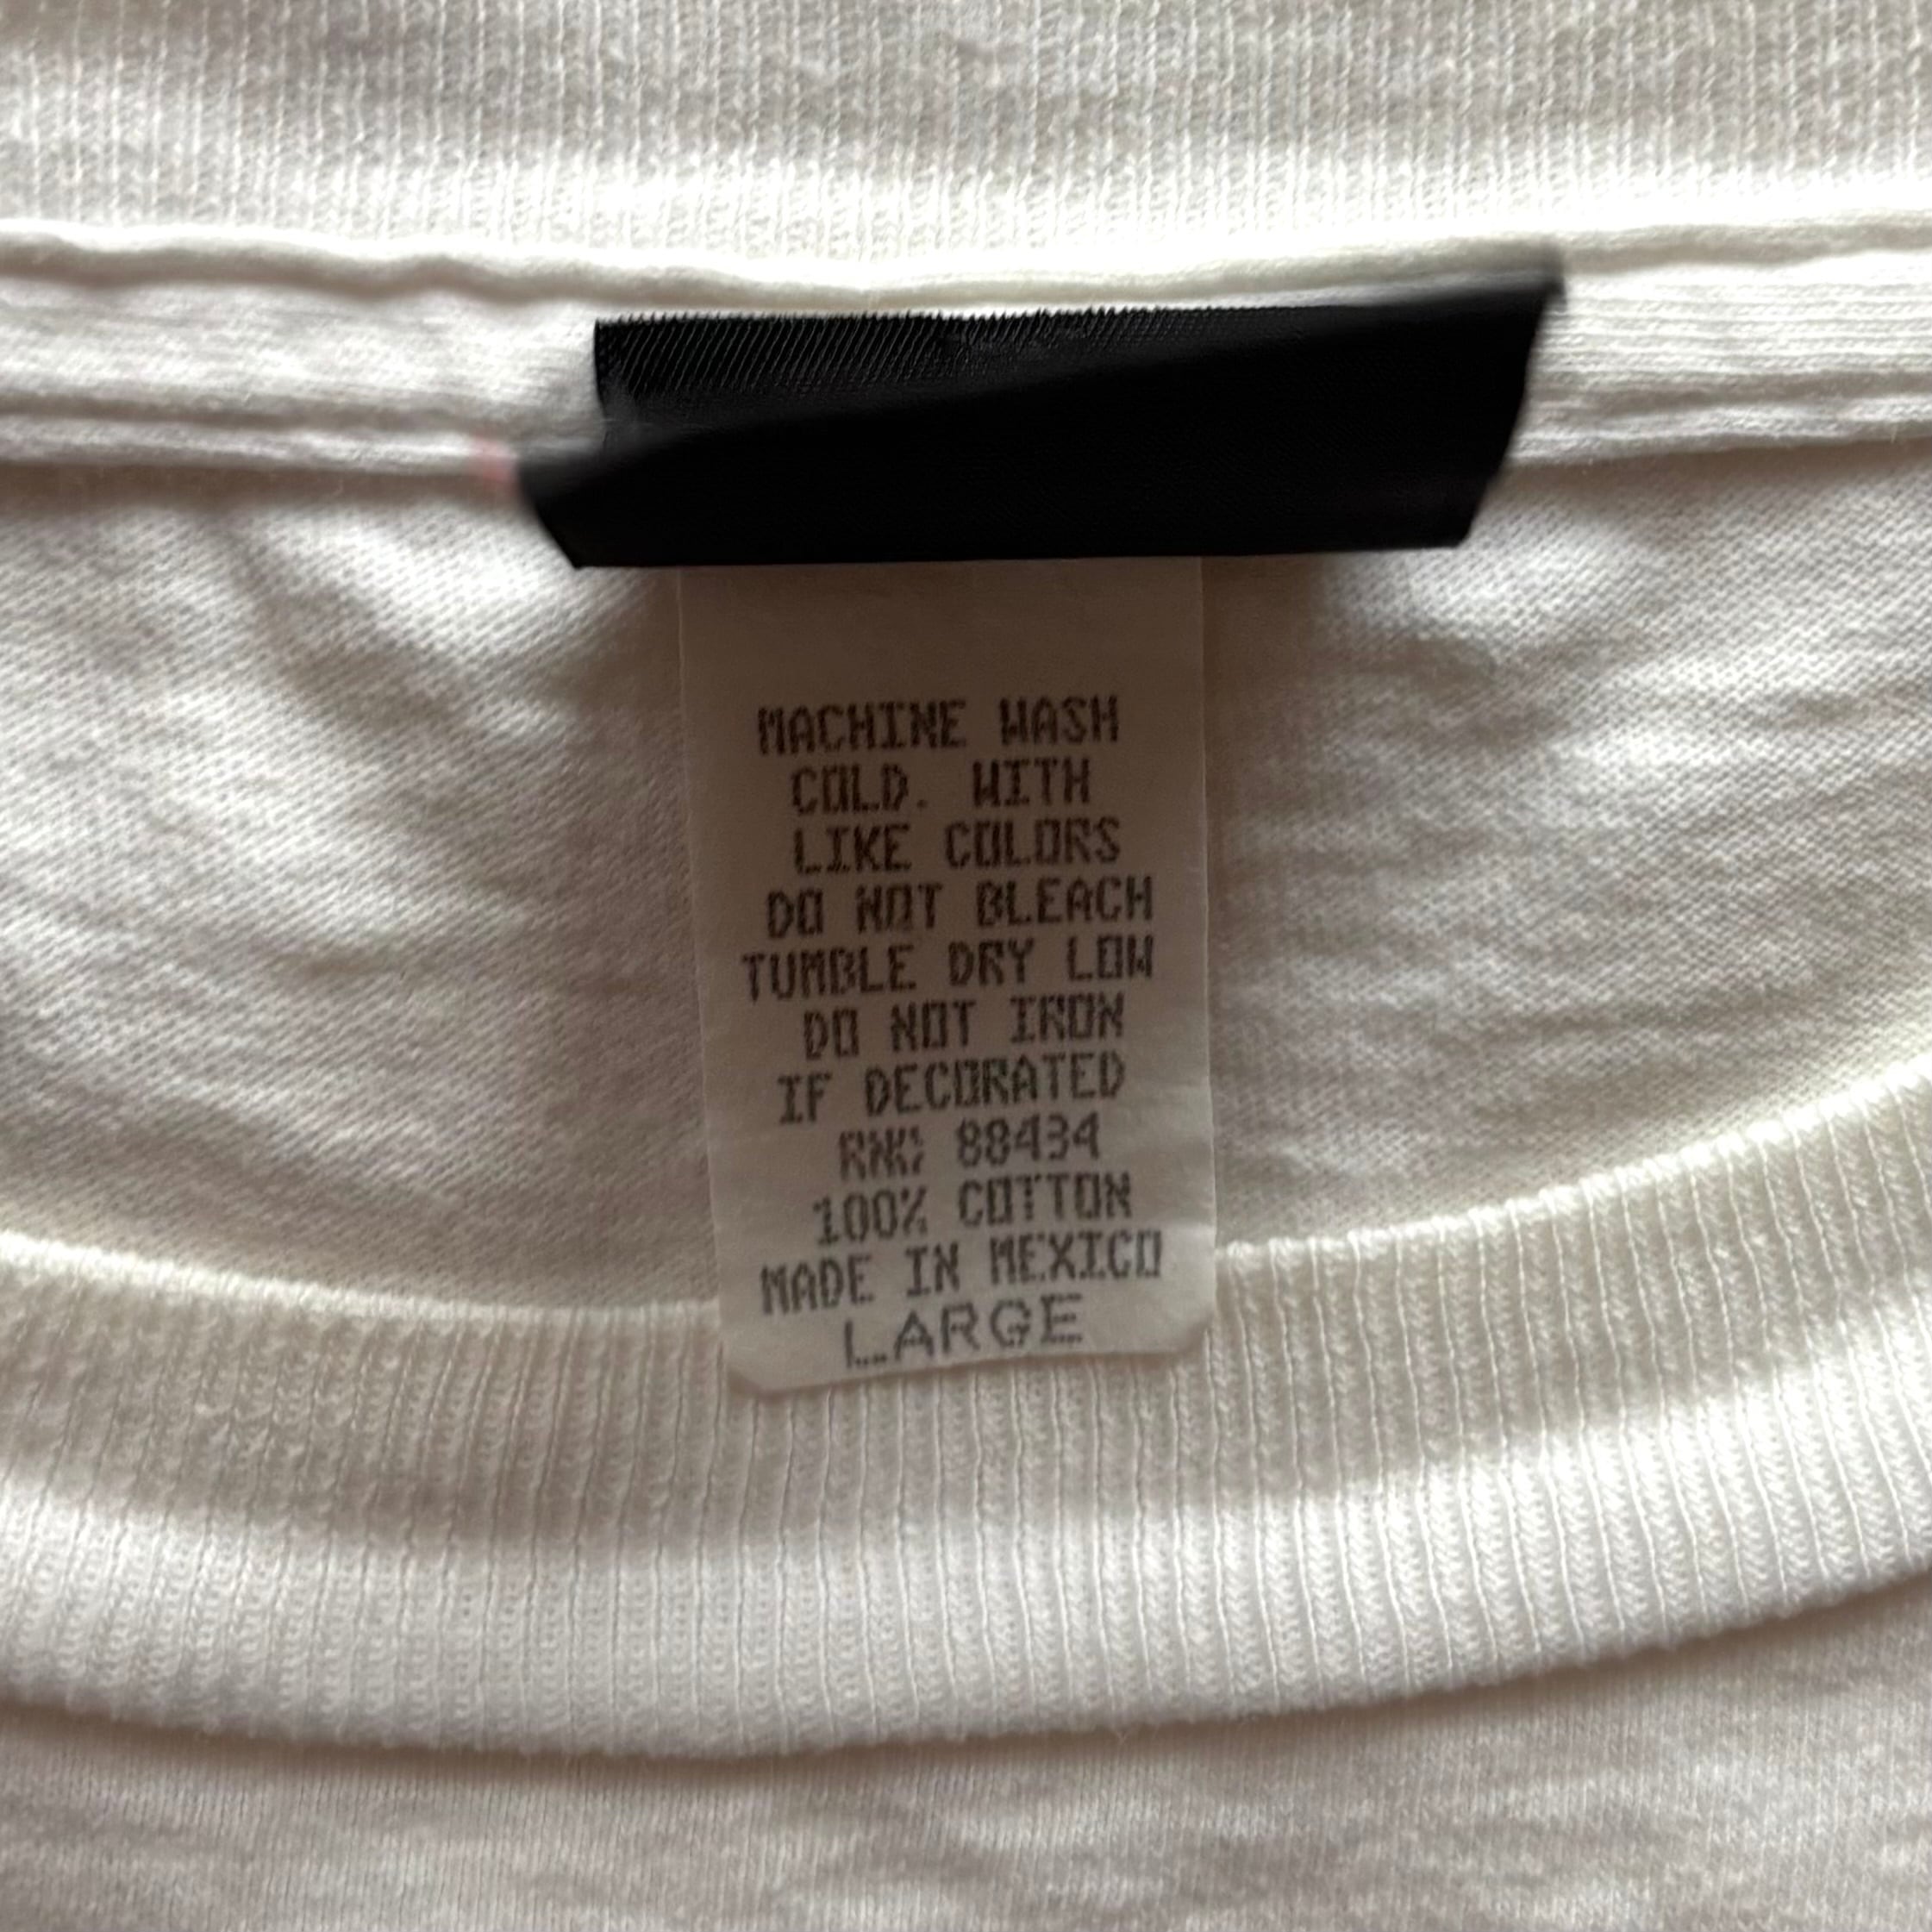 MACHINE WASH
COLD. WITH
LIKE COLORS
DO NOT BLEACH
TUMBLE DRY LOW
DO NOT IRON
IF DECORATED
88434
100% COTTON
MADE IN MEXICO
LARGE